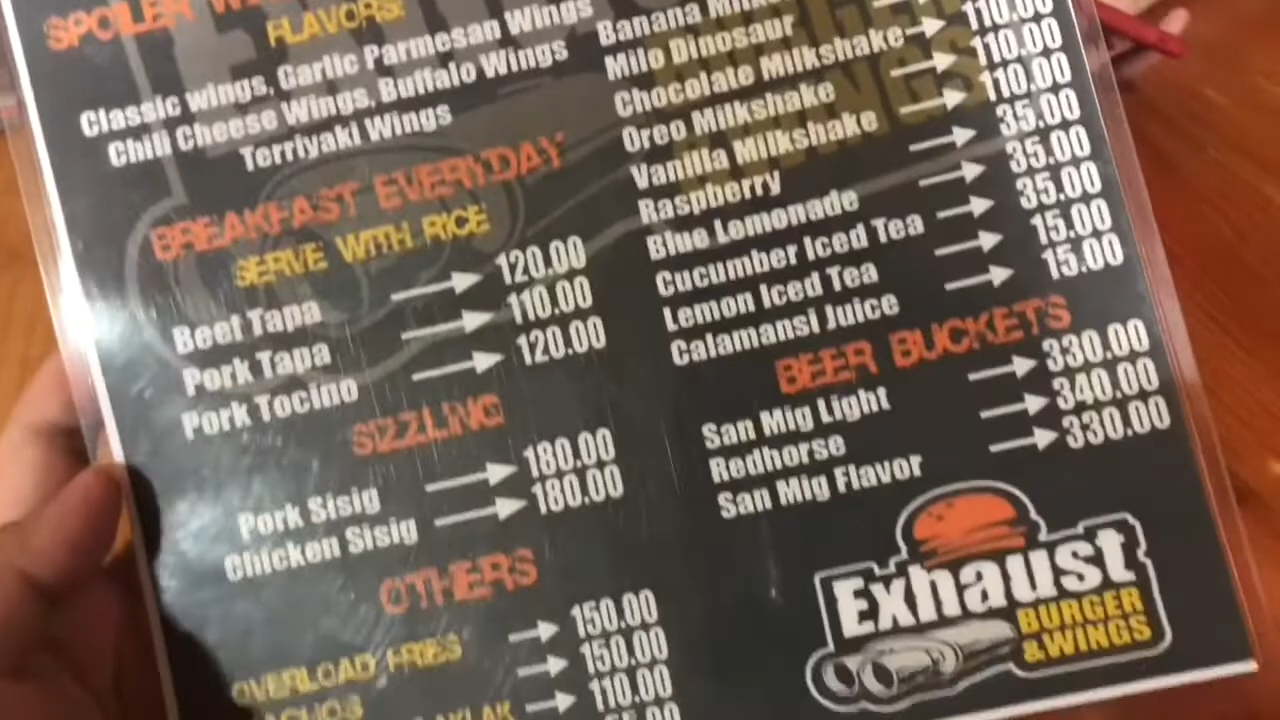 SPOILER
FLAVORS:
Classic wings, Garlic Parmesan Wings
Chili Cheese Wings, Buffalo Wings
Terriyaki Wings
BREAKFAST EVERYDAY
SERVE WITH RICE
Beef Tapa 120.00
Pork Tapa 110.00
Pork Tocino 120.00
SIZZLING
Pork Sisig 180.00
Chicken Sisig 180.00
OTHERS
OVERLOAD FRIES 150.00
150.00
110.00
Banana
Milo Dinosaur 110.00
Chocolate Milkshake 110.00
Oreo Milkshake 110.00
Vanilla Milkshake
Raspberry 35.00
Blue Lemonade 35.00
Cucumber Iced Tea 35.00
Lemon Iced Tea 15.00
Calamansi Juice 15.00
BEER BUCKETS
San Mig Light 330.00
Redhorse 340.00
San Mig Flavor 330.00
Exhaust
BURGER
&WINGS